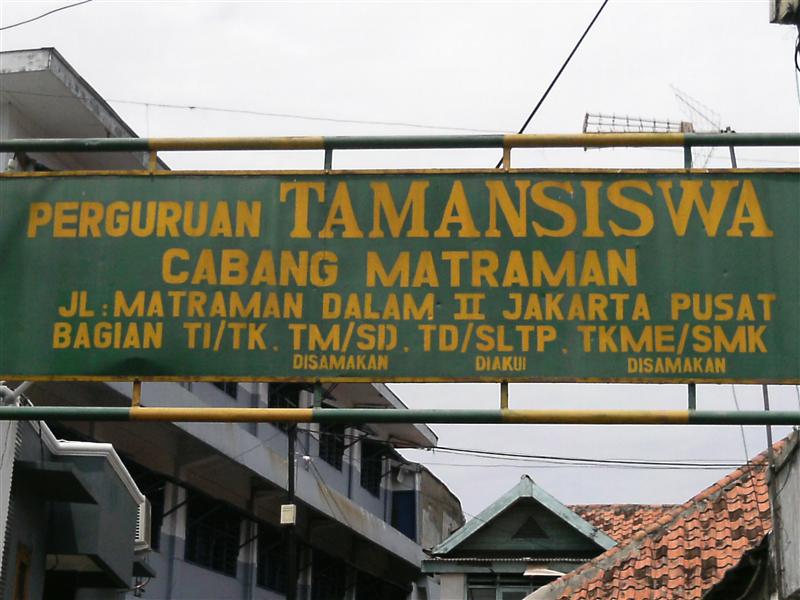 PERGURUAN TAMANSISWA
CABANG MATRAMAN
JL: MATRAMAN DALAM II JAKARTA PUSAT
BAGIAN TI/TK. TM/SD. TD/SLTP. TKME/SMK
DISAMAKAN DIAKUI DISAMAKAN